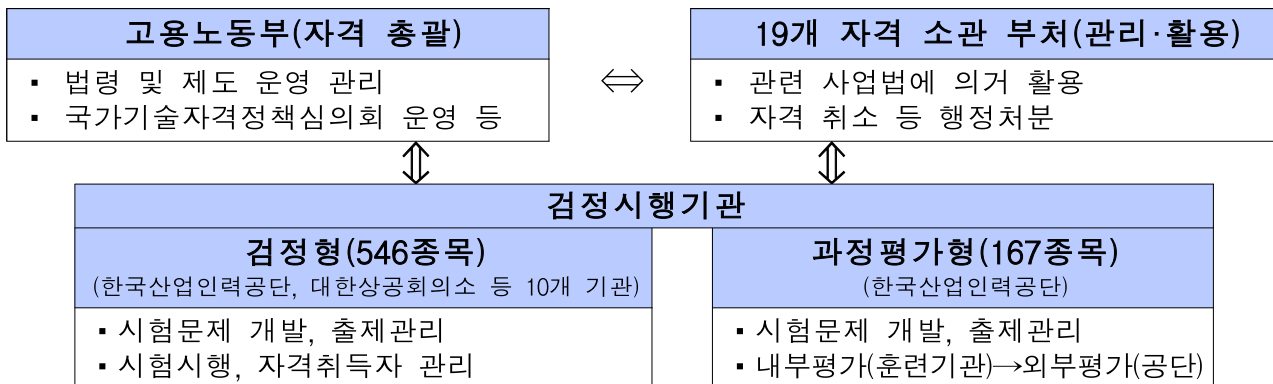 고용노동부(자격 총괄)
▪ 법령 및 제도 운영 관리
▪ 국가기술자격정책심의회 운영 등
⇔
19개 자격 소관 부처(관리·활용)
▪ 관련 사업법에 의거 활용
▪ 자격 취소 등 행정처분
⇕ ⇕
검정시행기관
검정형(546종목)
(한국산업인력공단, 대한상공회의소 등 10개 기관)
▪ 시험문제 개발, 출제관리
▪ 시험시행, 자격취득자 관리
과정평가형(167종목)
(한국산업인력공단)
▪ 시험문제 개발, 출제관리
▪ 내부평가(훈련기관)→외부평가(공단)